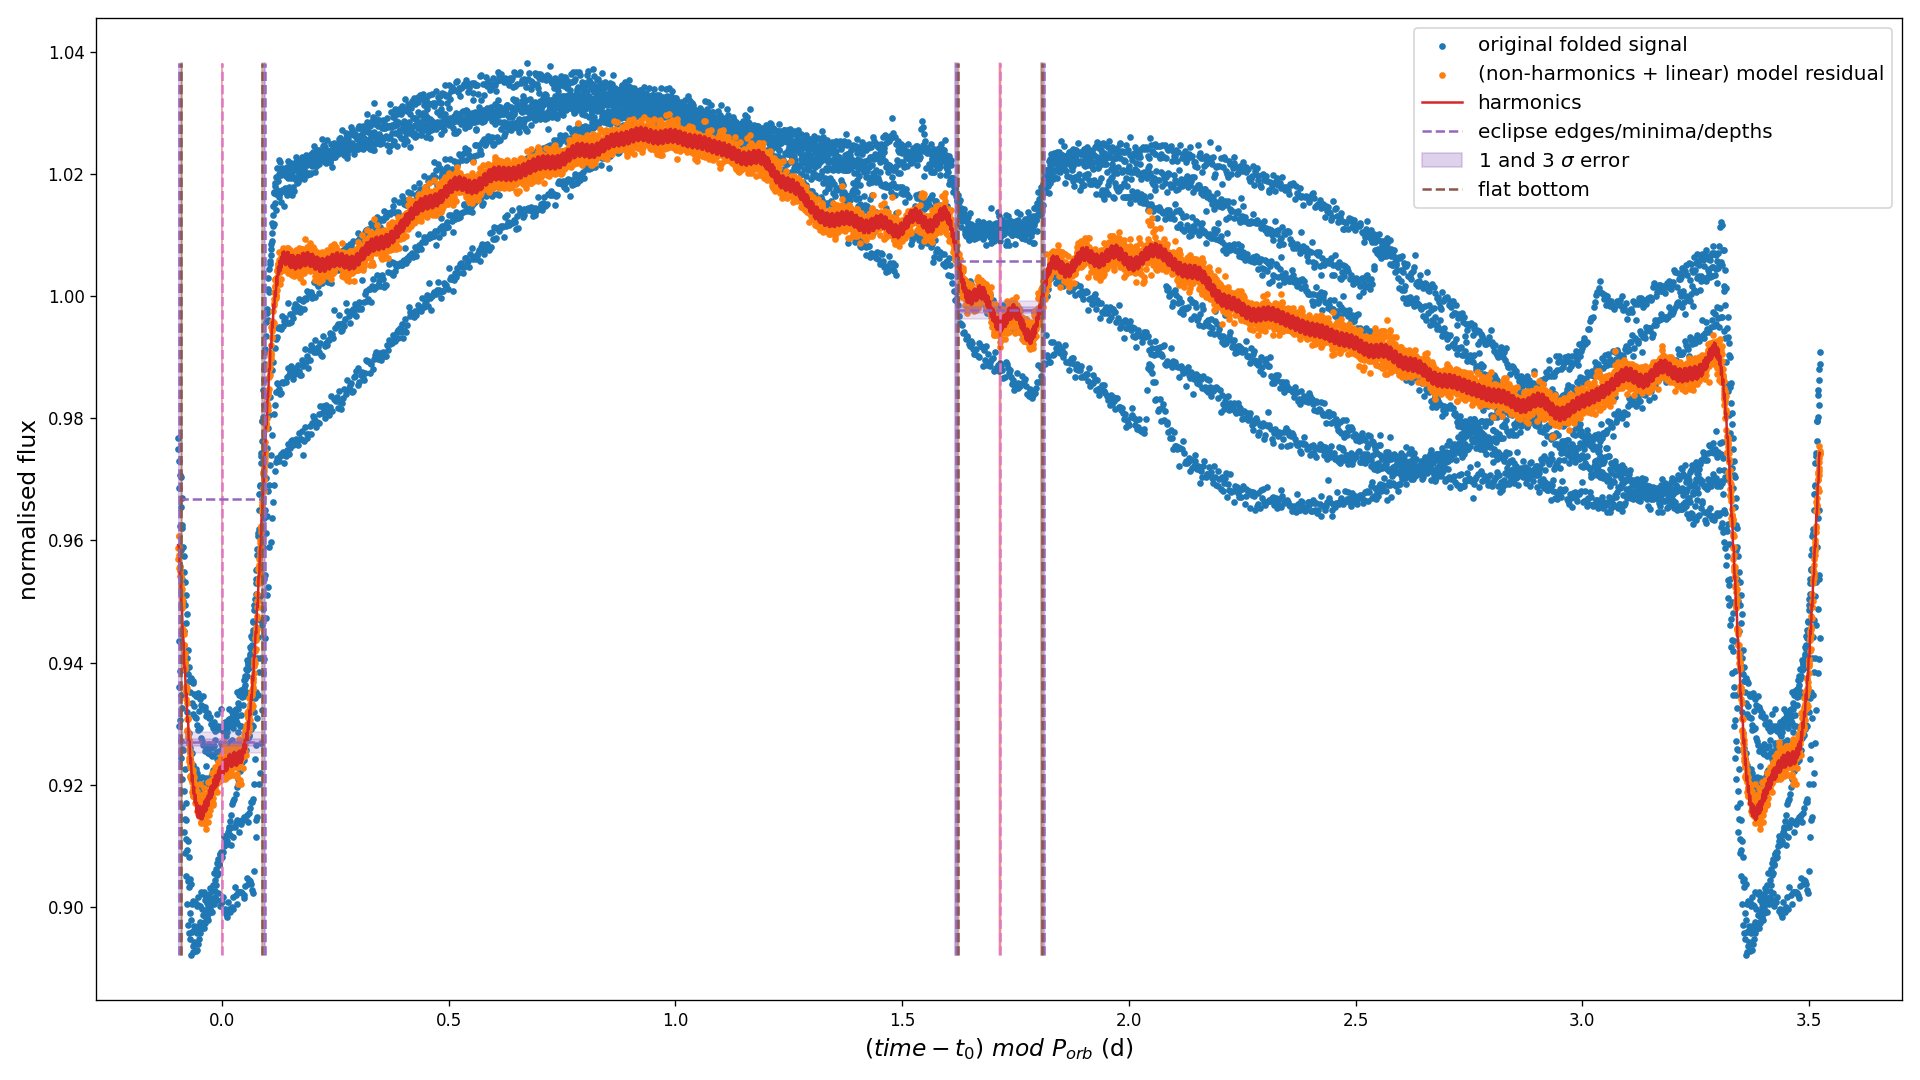 original folded signal
(non-harmonics + linear) model residual
harmonics
eclipse edges/minima/depths
1 and 3 σ error
flat bottom
normalised flux
1.04
1.02
1.00
0.98
0.96
0.94
0.92
0.90
0.0 0.5 1.0 1.5 2.0 2.5 3.0 3.5
(time − t₀) mod Pₒᵣb (d)